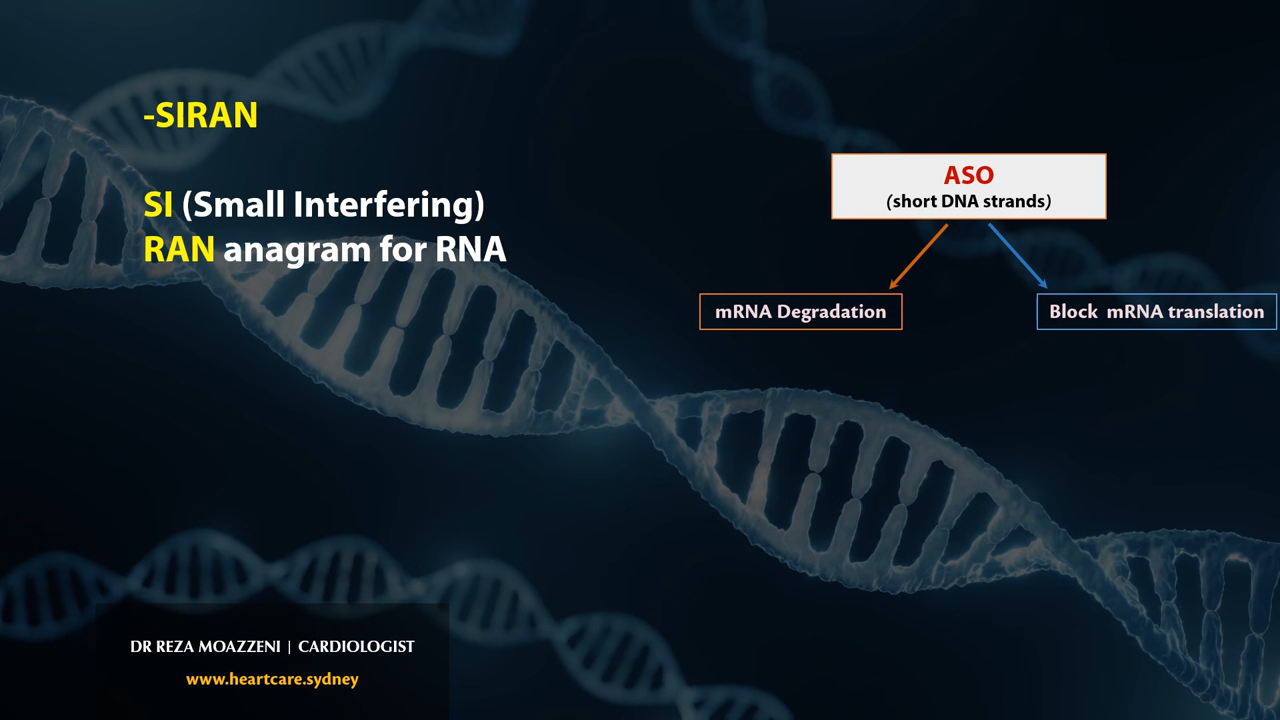 -SIRAN
SI (Small Interfering)
RAN anagram for RNA
ASO
(short DNA strands)
mRNA Degradation
Block mRNA translation
DR REZA MOAZZENI | CARDIOLOGIST
www.heartcare.sydney